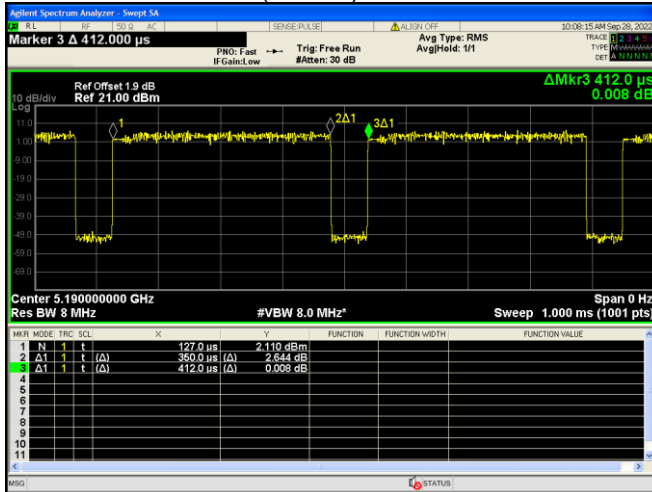 Agilent Spectrum Analyzer - Swept SA
RL RF 50 Ω AC SENSE:PULSE ALIGN OFF 10:08:15 AM Sep 28, 2022
Marker 3 Δ 412.000 µs
PNO: Fast Trig: Free Run Avg Type: RMS TRACE 1 2 3 4 5
IFGain:Low #Atten: 30 dB Avg|Hold: 1/1 TYPE M
DET A N N N N
ΔMkr3 412.0 µs
0.008 dB
Ref Offset 1.9 dB
10 dB/div Ref 21.00 dBm
Log
11.0
1.00
-9.00
-19.0
-29.0
-39.0
-49.0
-59.0
-69.0
1
2Δ1
3Δ1
Center 5.190000000 GHz Span 0 Hz
Res BW 8 MHz #VBW 8.0 MHz* Sweep 1.000 ms (1001 pts)
MKR MODE TRC SCL X Y FUNCTION FUNCTION WIDTH FUNCTION VALUE
1 N 1 t 127.0 µs 2.110 dBm
2 Δ1 1 t (Δ) 350.0 µs (Δ) 2.644 dB
3 Δ1 1 t (Δ) 412.0 µs (Δ) 0.008 dB
4
5
6
7
8
9
10
11
MSG STATUS